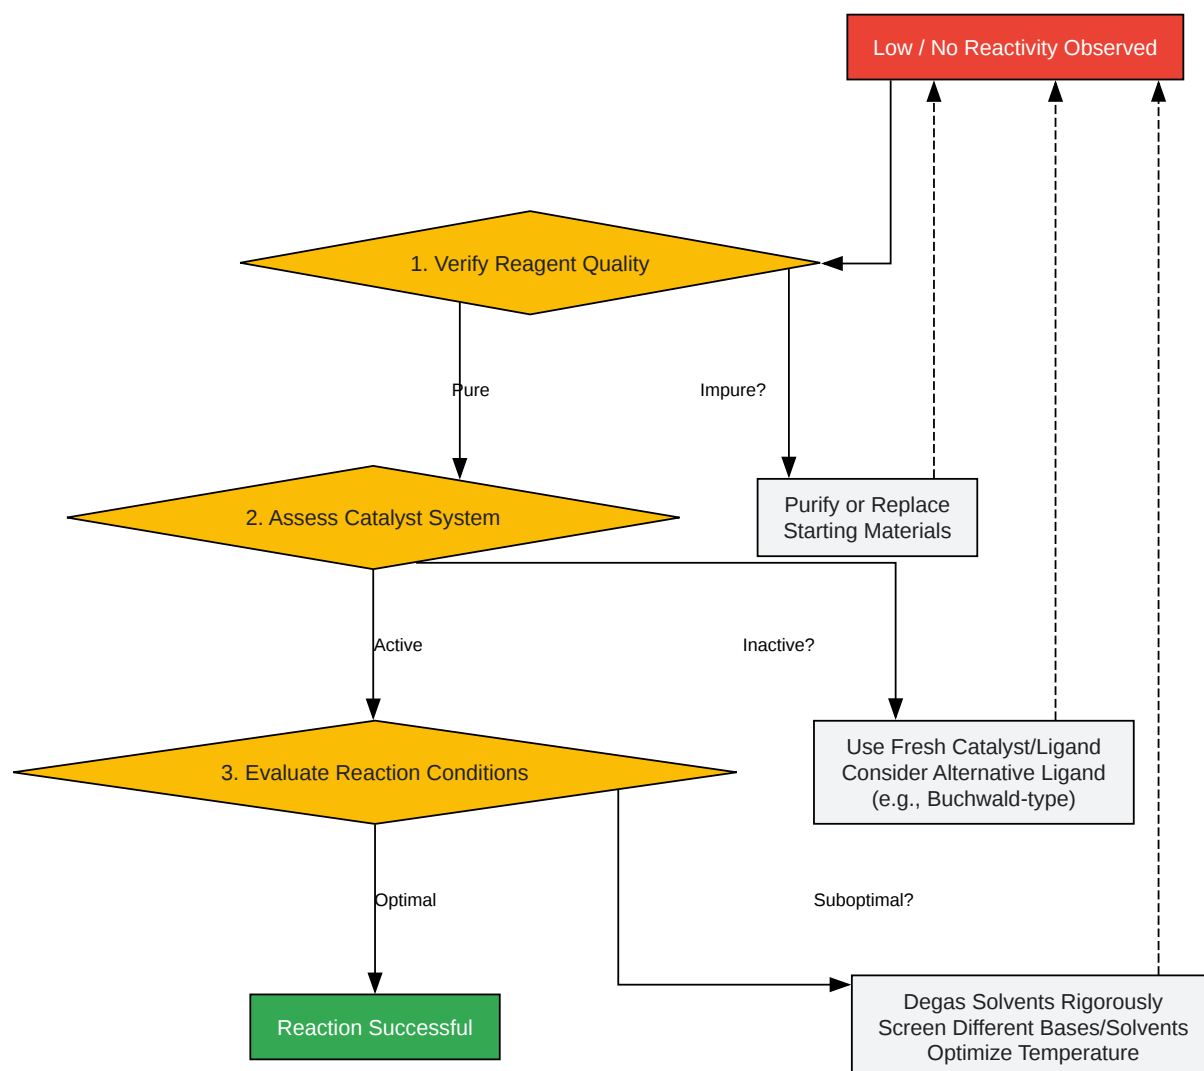 Low / No Reactivity Observed
1. Verify Reagent Quality
Pure
Impure?
2. Assess Catalyst System
Purify or Replace
Starting Materials
Active
Inactive?
3. Evaluate Reaction Conditions
Use Fresh Catalyst/Ligand
Consider Alternative Ligand
(e.g., Buchwald-type)
Optimal
Suboptimal?
Reaction Successful
Degas Solvents Rigorously
Screen Different Bases/Solvents
Optimize Temperature